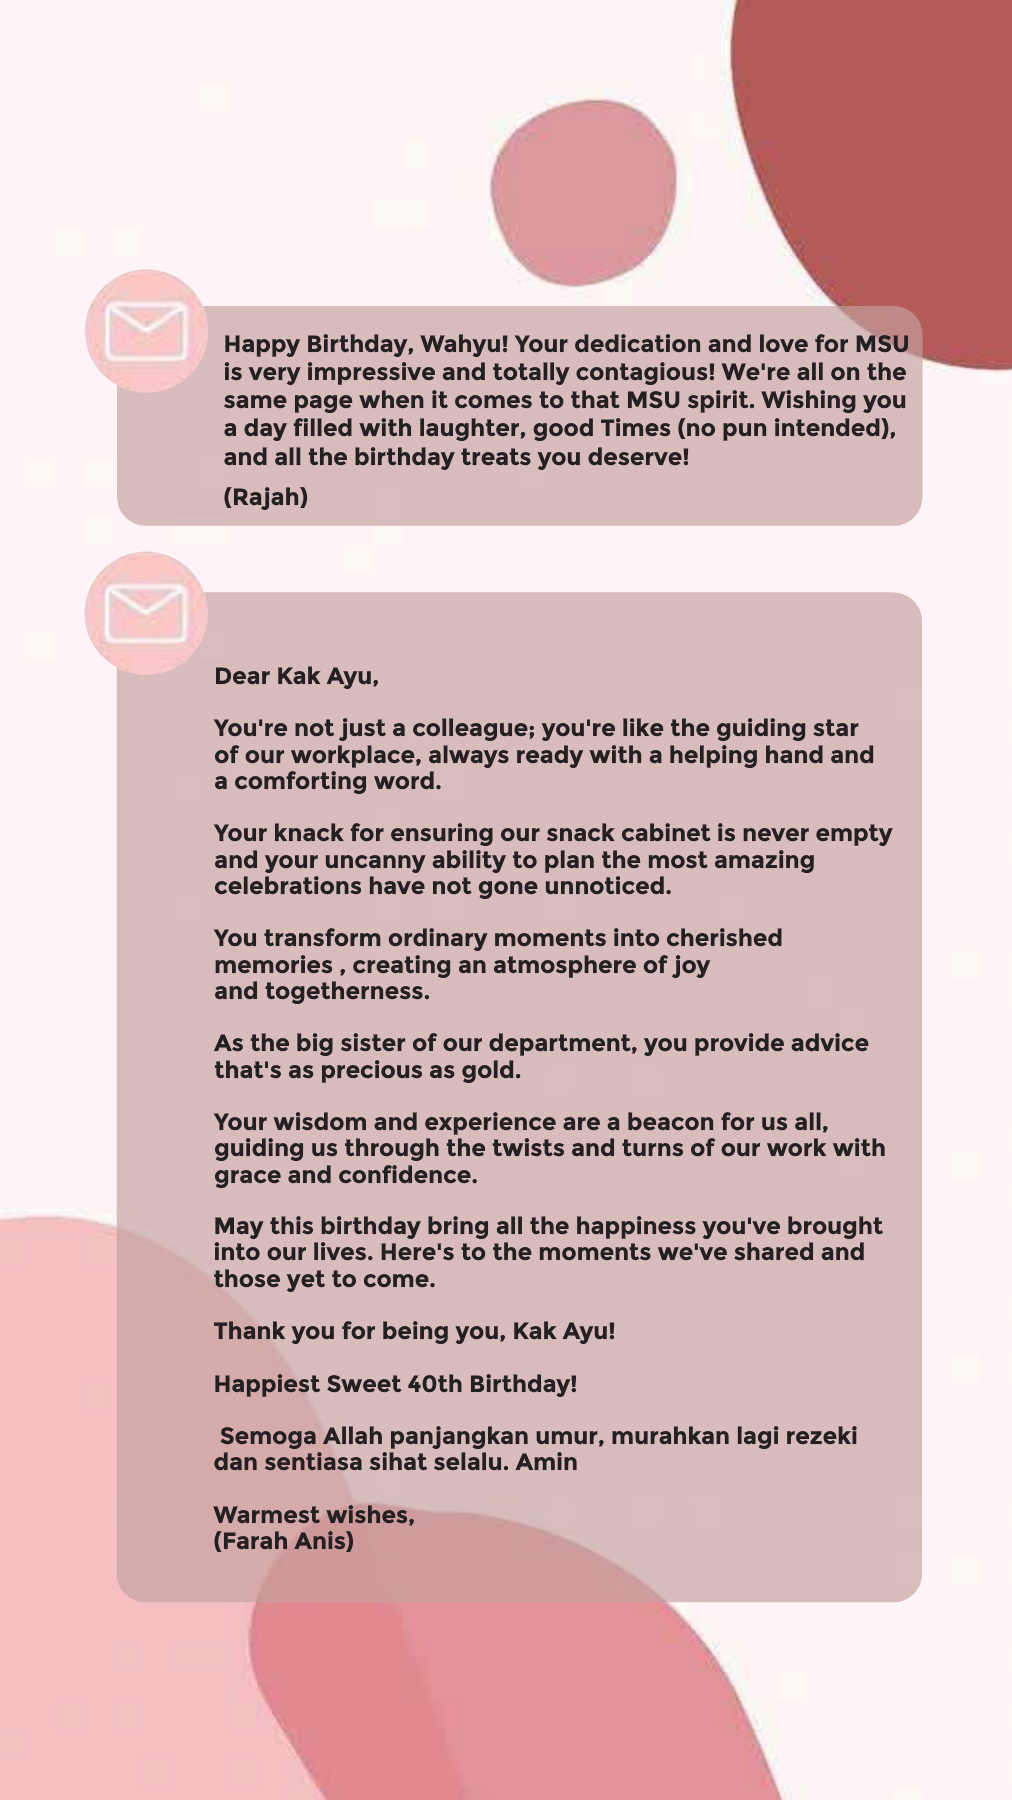 Happy Birthday, Wahyu! Your dedication and love for MSU
is very impressive and totally contagious! We're all on the
same page when it comes to that MSU spirit. Wishing you
a day filled with laughter, good Times (no pun intended),
and all the birthday treats you deserve!
(Rajah)
Dear Kak Ayu,
You're not just a colleague; you're like the guiding star
of our workplace, always ready with a helping hand and
a comforting word.
Your knack for ensuring our snack cabinet is never empty
and your uncanny ability to plan the most amazing
celebrations have not gone unnoticed.
You transform ordinary moments into cherished
memories , creating an atmosphere of joy
and togetherness.
As the big sister of our department, you provide advice
that's as precious as gold.
Your wisdom and experience are a beacon for us all,
guiding us through the twists and turns of our work with
grace and confidence.
May this birthday bring all the happiness you've brought
into our lives. Here's to the moments we've shared and
those yet to come.
Thank you for being you, Kak Ayu!
Happiest Sweet 40th Birthday!
Semoga Allah panjangkan umur, murahkan lagi rezeki
dan sentiasa sihat selalu. Amin
Warmest wishes,
(Farah Anis)